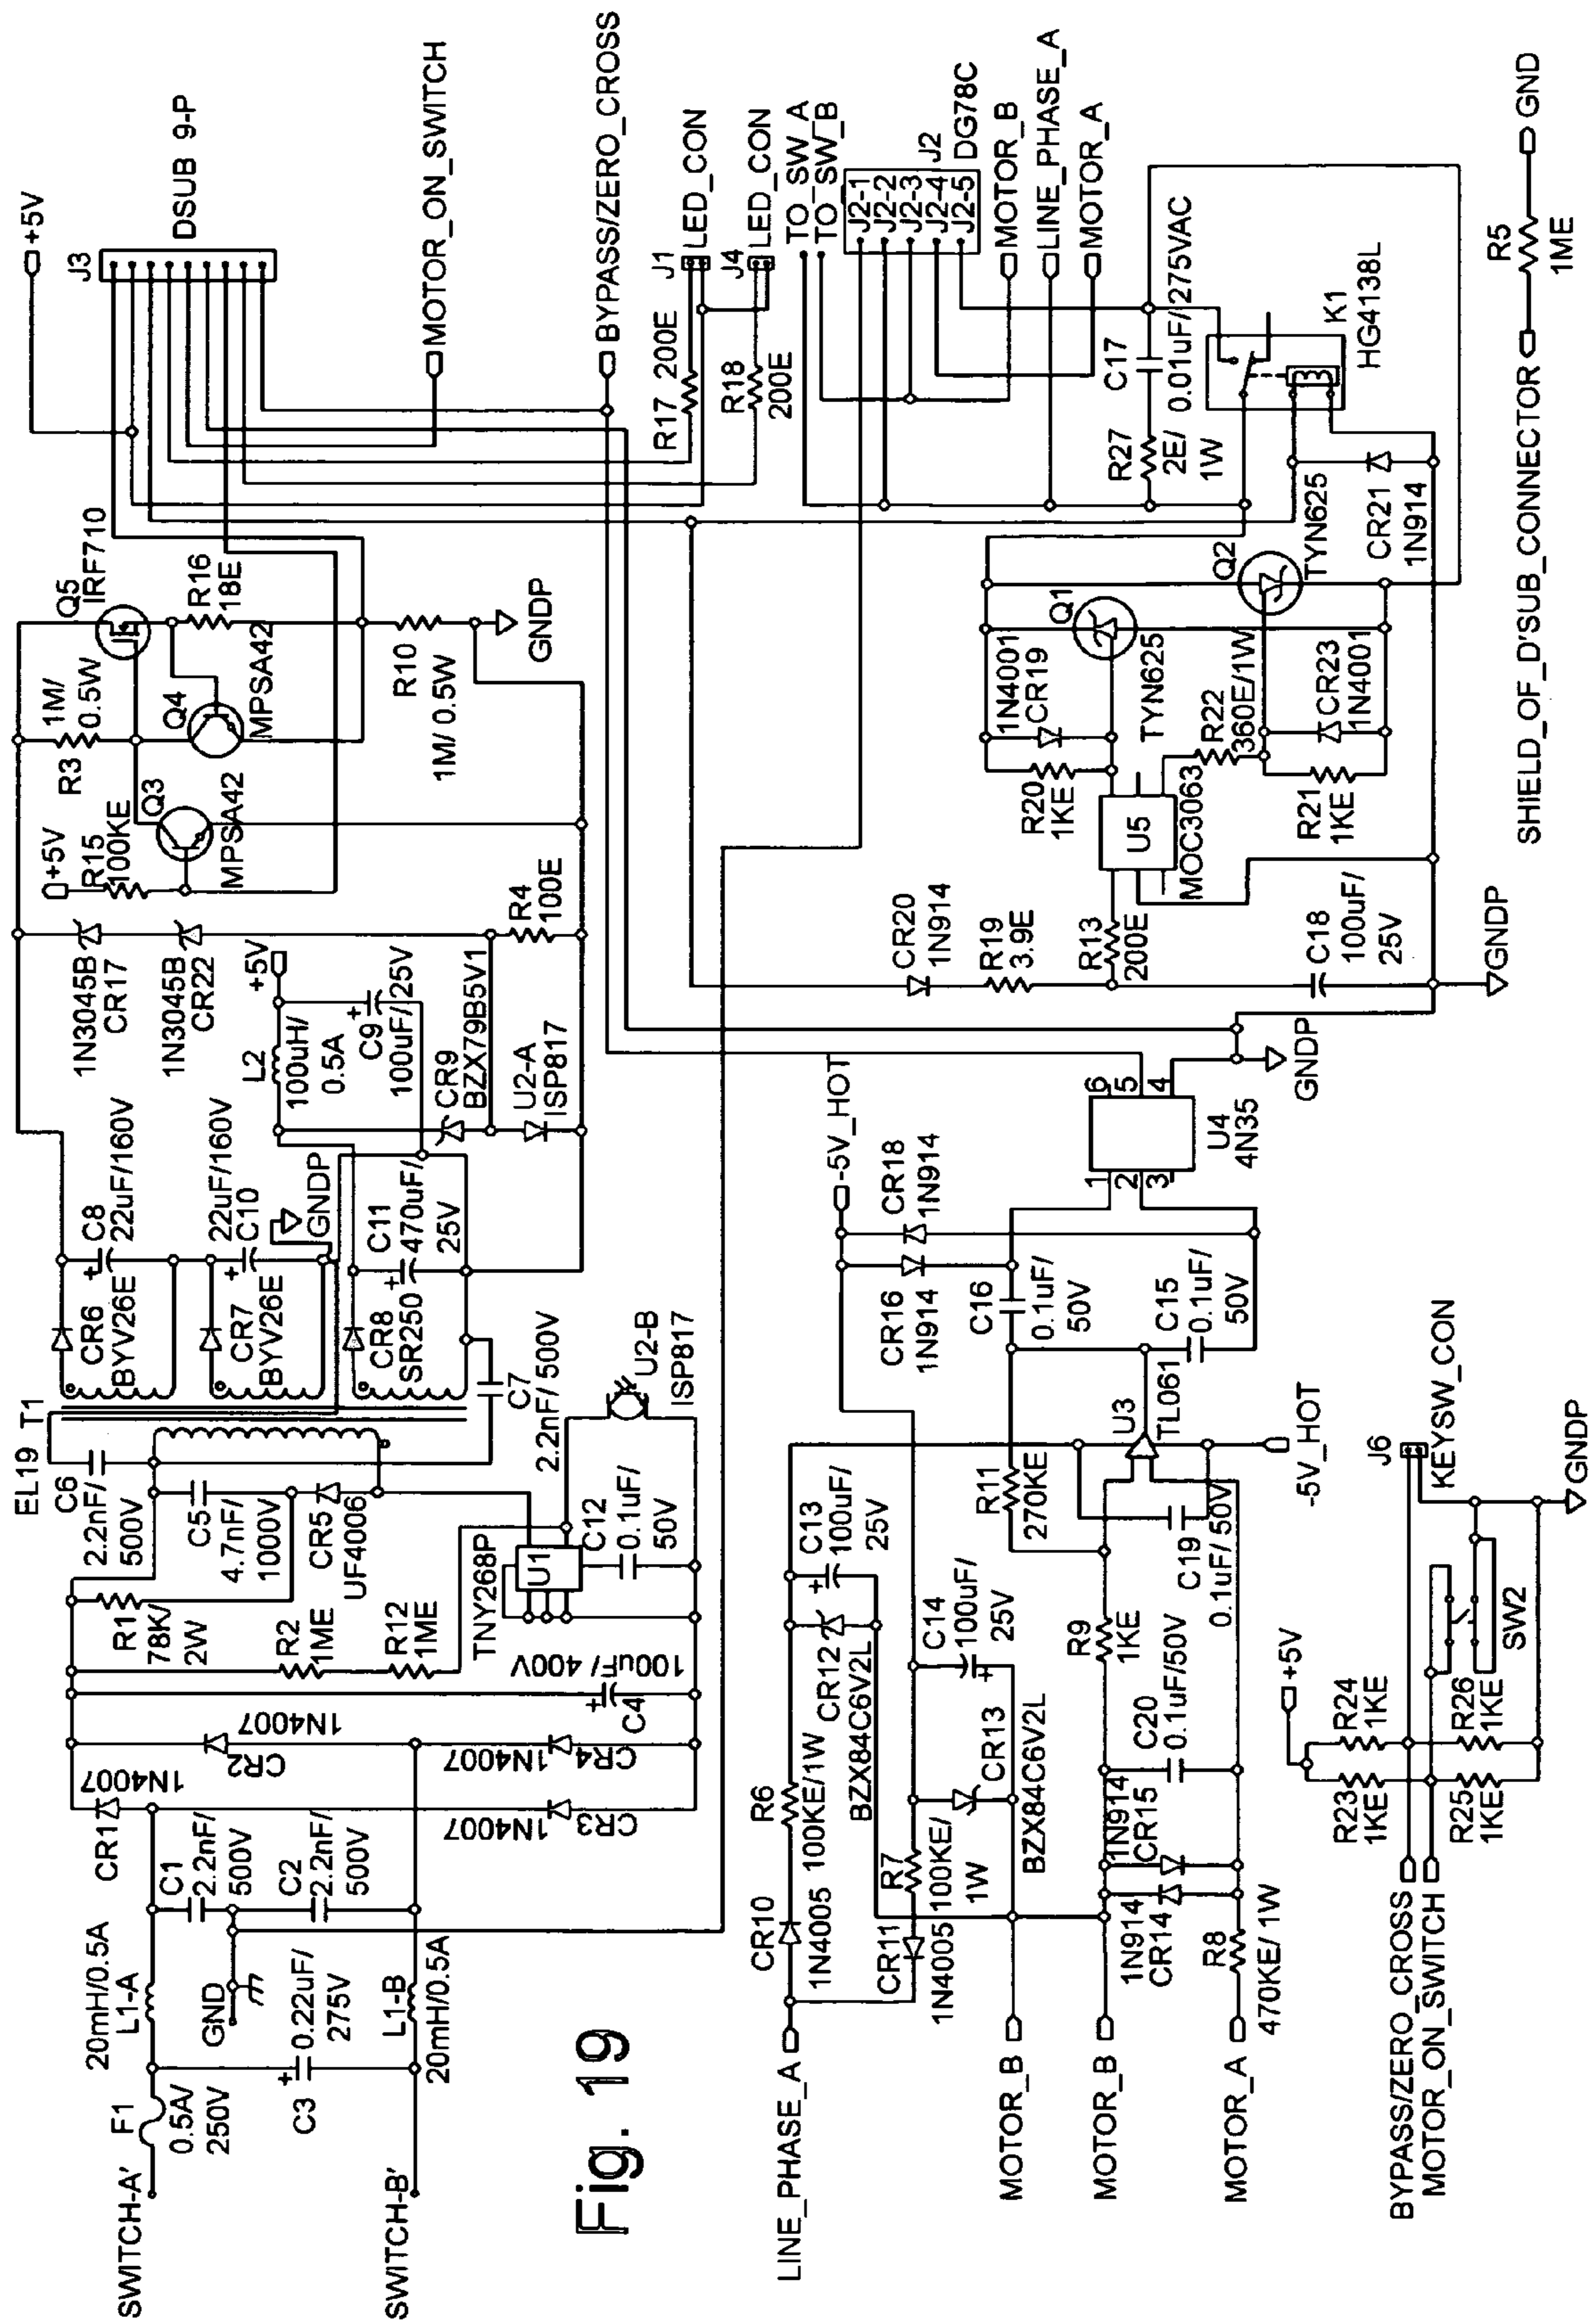 SWITCH-A'
F1
0.5A/
250V
20mH/0.5A
L1-A
GND
C3
0.22uF/
275V
SWITCH-B'
L1-B
20mH/0.5A
C1
2.2nF/
500V
C2
2.2nF/
500V
CR1
1N4007
CR2
1N4007
1N4007
CR3
1N4007
CR4
C4
100uF/400V
R1
78K/
2W
R2
1ME
R12
1ME
EL19 T1
C6
2.2nF/
500V
C5
4.7nF/
1000V
CR5
UF4006
TNY268P
U1
C12
0.1uF/
50V
U2-B
ISP817
C7
2.2nF/500V
CR6
BYV26E
C8
22uF/160V
CR7
BYV26E
22uF/160V
C10
GNDP
CR8
SR250
C11
470uF/
25V
1N3045B
CR17
1N3045B
CR22
L2
100uH/
0.5A
+5V
C9
100uF/25V
CR9
BZX79B5V1
U2-A
ISP817
R4
100E
+5V
R15
100KE
R3
1M/
0.5W
Q3
MPSA42
Q4
MPSA42
Q5
IRF710
R16
18E
R10
1M/ 0.5W
GNDP
+5V
J3
DSUB 9-P
MOTOR_ON_SWITCH
BYPASS/ZERO_CROSS
R17 200E
J1
LED_CON
R18
200E
J4
LED_CON
TO_SW_A
TO_SW_B
J2-1
J2-2
J2-3
J2-4
J2-5
J2
DG78C
MOTOR_B
LINE_PHASE_A
MOTOR_A
Fig. 19
LINE_PHASE_A
CR10
1N4005
R6
100KE/1W
CR11
1N4005
R7
100KE/
1W
CR12
BZX84C6V2L
C13
100uF/
25V
C14
100uF/
25V
CR13
BZX84C6V2L
MOTOR_B
MOTOR_B
MOTOR_A
1N914
CR14
1N914
CR15
R8
470KE/ 1W
C20
0.1uF/50V
R9
1KE
R11
270KE
C19
0.1uF/ 50V
U3
TL061
-5V_HOT
C15
0.1uF/
50V
C16
0.1uF/
50V
CR16
1N914
CR18
1N914
-5V_HOT
1
2
3
6
5
4
U4
4N35
GNDP
CR20
1N914
R19
3.9E
R13
200E
C18
100uF/
25V
GNDP
U5
MOC3063
R20
1KE
1N4001
CR19
Q1
TYN625
R22
360E/1W
R21
1KE
CR23
1N4001
Q2
TYN625
CR21
1N914
R27
2E/
1W
C17
0.01uF/275VAC
K1
HG4138L
BYPASS/ZERO_CROSS
MOTOR_ON_SWITCH
R23
1KE
R24
1KE
R25
1KE
R26
1KE
+5V
SW2
J6
KEYSW_CON
GNDP
SHIELD_OF_D'SUB_CONNECTOR
R5
1ME
GND